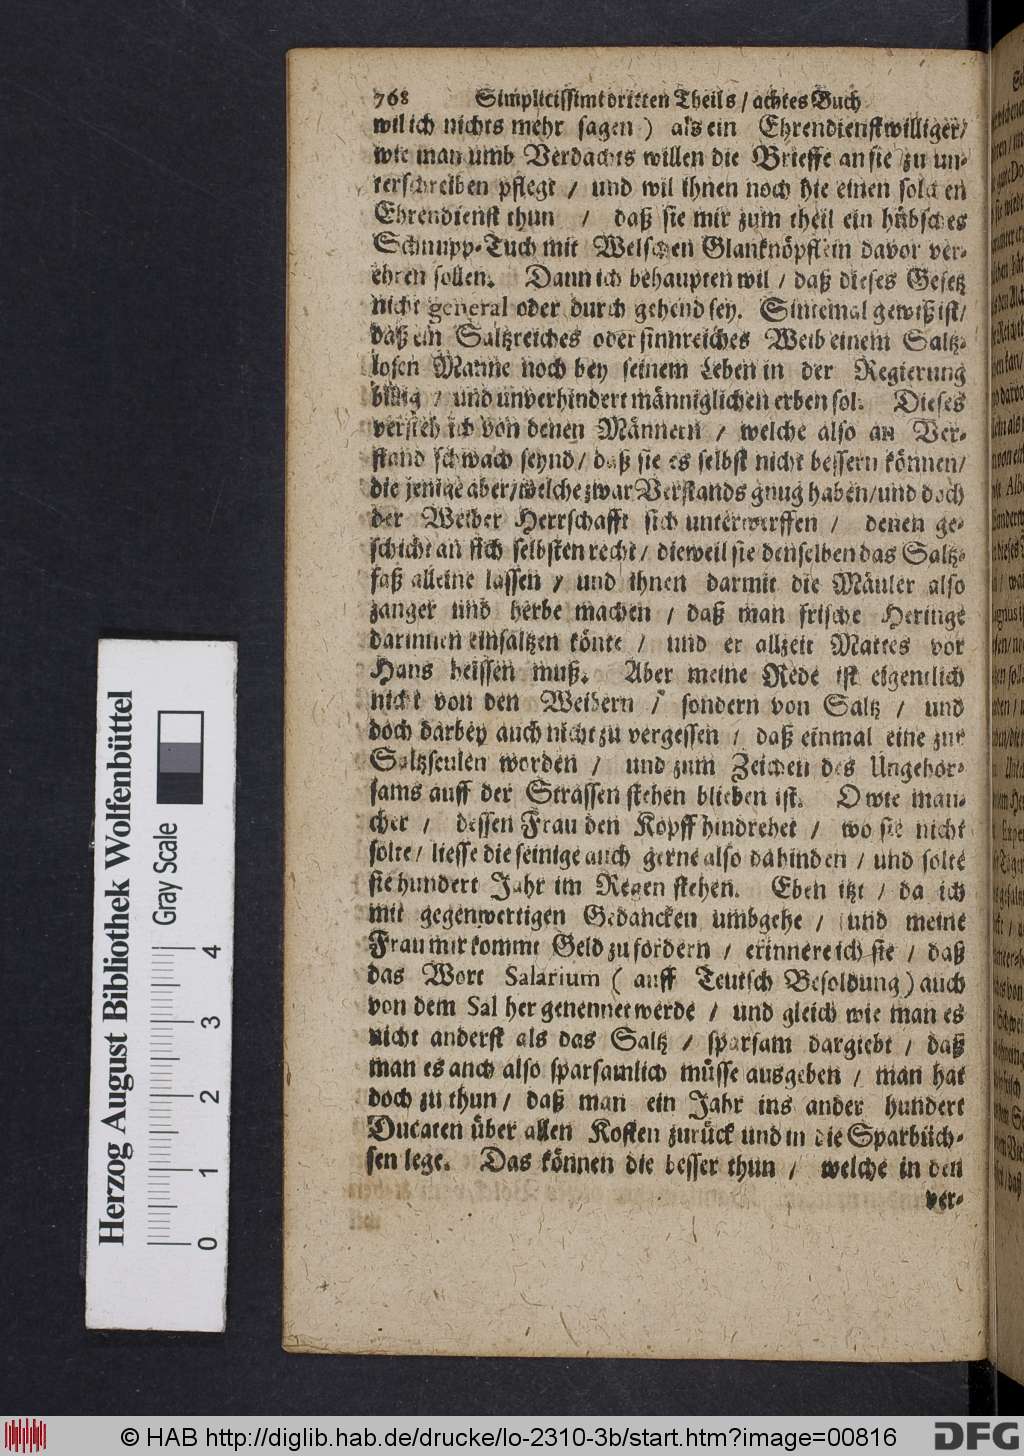 768 Simplicissimi dritten Theils / achtes Buch
wil ich nichts mehr sagen ) als ein Ehrendienstwilliger /
wie man umb Verdachts willen die Brieffe an sie zu un-
terschreiben pflegt / und wil ihnen noch hie einen solchen
Ehrendienst thun / daß sie mir zum theil ein hübsches
Schnupp-Tuch mit Welschen Glanknöpflein davor ver-
ehren sollen. Dann ich behaupten wil / daß dieses Gesetz
nicht general oder durch gehend sey. Sintemal gewiß ist /
daß ein Saltzreiches oder sinnreiches Weib einem Saltz-
losen Manne noch bey seinem Leben in der Regierung
billig / und unverhindert männiglichen erben sol. Dieses
versteh ich von denen Männern / welche also an Ver-
stand schwach seynd / daß sie es selbst nicht bessern können /
die jenige aber / welche zwar Verstands gnug haben / und doch
der Weiber Herrschafft sich unterwerffen / denen ge-
schicht an sich selbsten recht / dieweil sie denselben das Saltz-
faß alleine lassen / und ihnen darmit die Mäuler also
zanger und herbe machen / daß man frische Heringe
darinnen einsaltzen könte / und er allzeit Mattes vor
Hans heissen muß. Aber meine Rede ist eigentlich
nicht von den Weibern / sondern von Saltz / und
doch darbey auch nicht zu vergessen / daß einmal eine zur
Saltzseulen worden / und zum Zeichen des Ungehor-
sams auff der Strassen stehen blieben ist. O wie man-
cher / dessen Frau den Kopff hindrehet / wo sie nicht
solte / liesse die seinige auch gerne also dahinden / und solte
sie hundert Jahr im Regen stehen. Eben itzt / da ich
mit gegenwertigen Gedancken umbgehe / und meine
Frau mir kommt Geld zu fordern / erinnere ich sie / daß
das Wort Salarium ( auff Teutsch Besoldung ) auch
von dem Sal her genennet werde / und gleich wie man es
nicht anderst als das Saltz / sparsam dargiebt / daß
man es auch also sparsamlich müsse ausgeben / man hat
doch zu thun / daß man ein Jahr ins ander hundert
Ducaten über allen Kosten zurück und in die Sparbüch-
sen lege. Das können die besser thun / welche in den
ver-
Herzog August Bibliothek Wolfenbüttel
Gray Scale
0 1 2 3 4
© HAB http://diglib.hab.de/drucke/lo-2310-3b/start.htm?image=00816
DFG